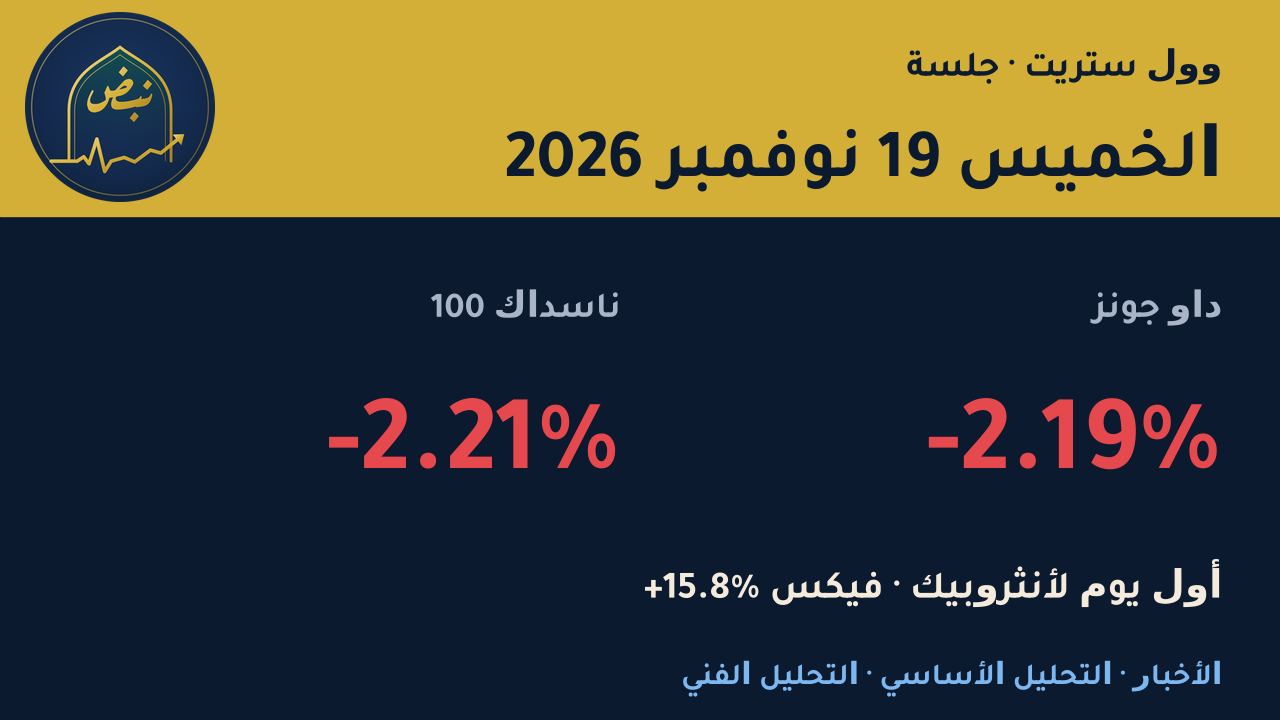 نبض
وول ستريت · جلسة
الخميس 19 نوفمبر 2026
داو جونز
ناسداك 100
-2.19%
-2.21%
أول يوم لأنثروبيك · فيكس +15.8%
الأخبار · التحليل الأساسي · التحليل الفني